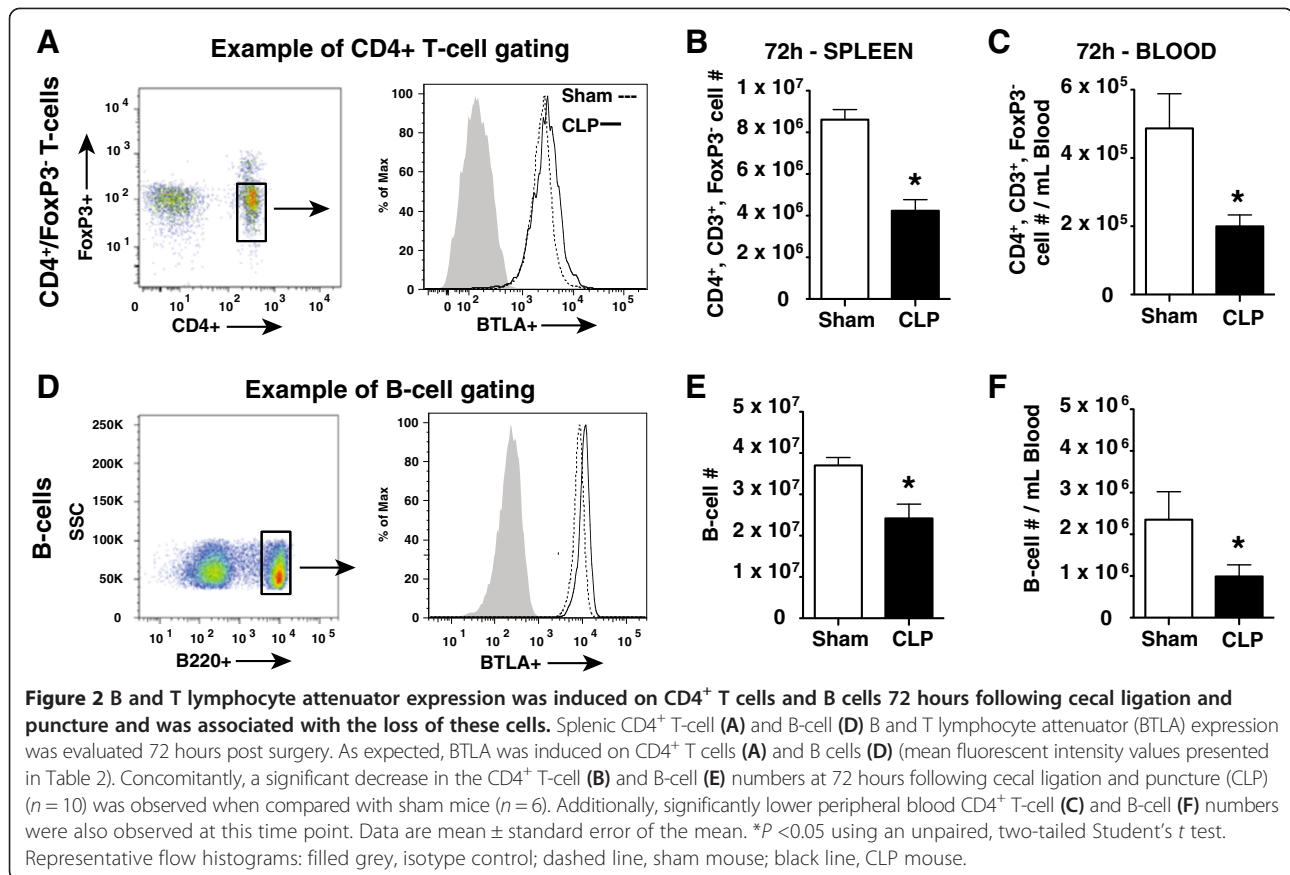 A
Example of CD4+ T-cell gating
CD4⁺/FoxP3⁻ T-cells
FoxP3+
10⁴
10³
10²
10¹
0 10¹ 10² 10³ 10⁴
CD4+
% of Max
100
80
60
40
20
0
Sham ---
CLP
0 10² 10³ 10⁴ 10⁵
BTLA+
B
72h - SPLEEN
CD4⁺, CD3⁺, FoxP3⁻ cell #
1 x 10⁷
8 x 10⁶
6 x 10⁶
4 x 10⁶
2 x 10⁶
0
*
Sham CLP
C
72h - BLOOD
CD4⁺, CD3⁺, FoxP3⁻
cell # / mL Blood
6 x 10⁵
4 x 10⁵
2 x 10⁵
0
*
Sham CLP
D
Example of B-cell gating
B-cells
SSC
250K
200K
150K
100K
50K
0
10¹ 10² 10³ 10⁴ 10⁵
B220+
% of Max
100
80
60
40
20
0
10¹ 10² 10³ 10⁴ 10⁵
BTLA+
E
B-cell #
5 x 10⁷
4 x 10⁷
3 x 10⁷
2 x 10⁷
1 x 10⁷
0
*
Sham CLP
F
B-cell # / mL Blood
5 x 10⁶
4 x 10⁶
3 x 10⁶
2 x 10⁶
1 x 10⁶
0
*
Sham CLP
Figure 2 B and T lymphocyte attenuator expression was induced on CD4⁺ T cells and B cells 72 hours following cecal ligation and
puncture and was associated with the loss of these cells. Splenic CD4⁺ T-cell (A) and B-cell (D) B and T lymphocyte attenuator (BTLA) expression
was evaluated 72 hours post surgery. As expected, BTLA was induced on CD4⁺ T cells (A) and B cells (D) (mean fluorescent intensity values presented
in Table 2). Concomitantly, a significant decrease in the CD4⁺ T-cell (B) and B-cell (E) numbers at 72 hours following cecal ligation and puncture (CLP)
(n = 10) was observed when compared with sham mice (n = 6). Additionally, significantly lower peripheral blood CD4⁺ T-cell (C) and B-cell (F) numbers
were also observed at this time point. Data are mean ± standard error of the mean. *P <0.05 using an unpaired, two-tailed Student's t test.
Representative flow histograms: filled grey, isotype control; dashed line, sham mouse; black line, CLP mouse.